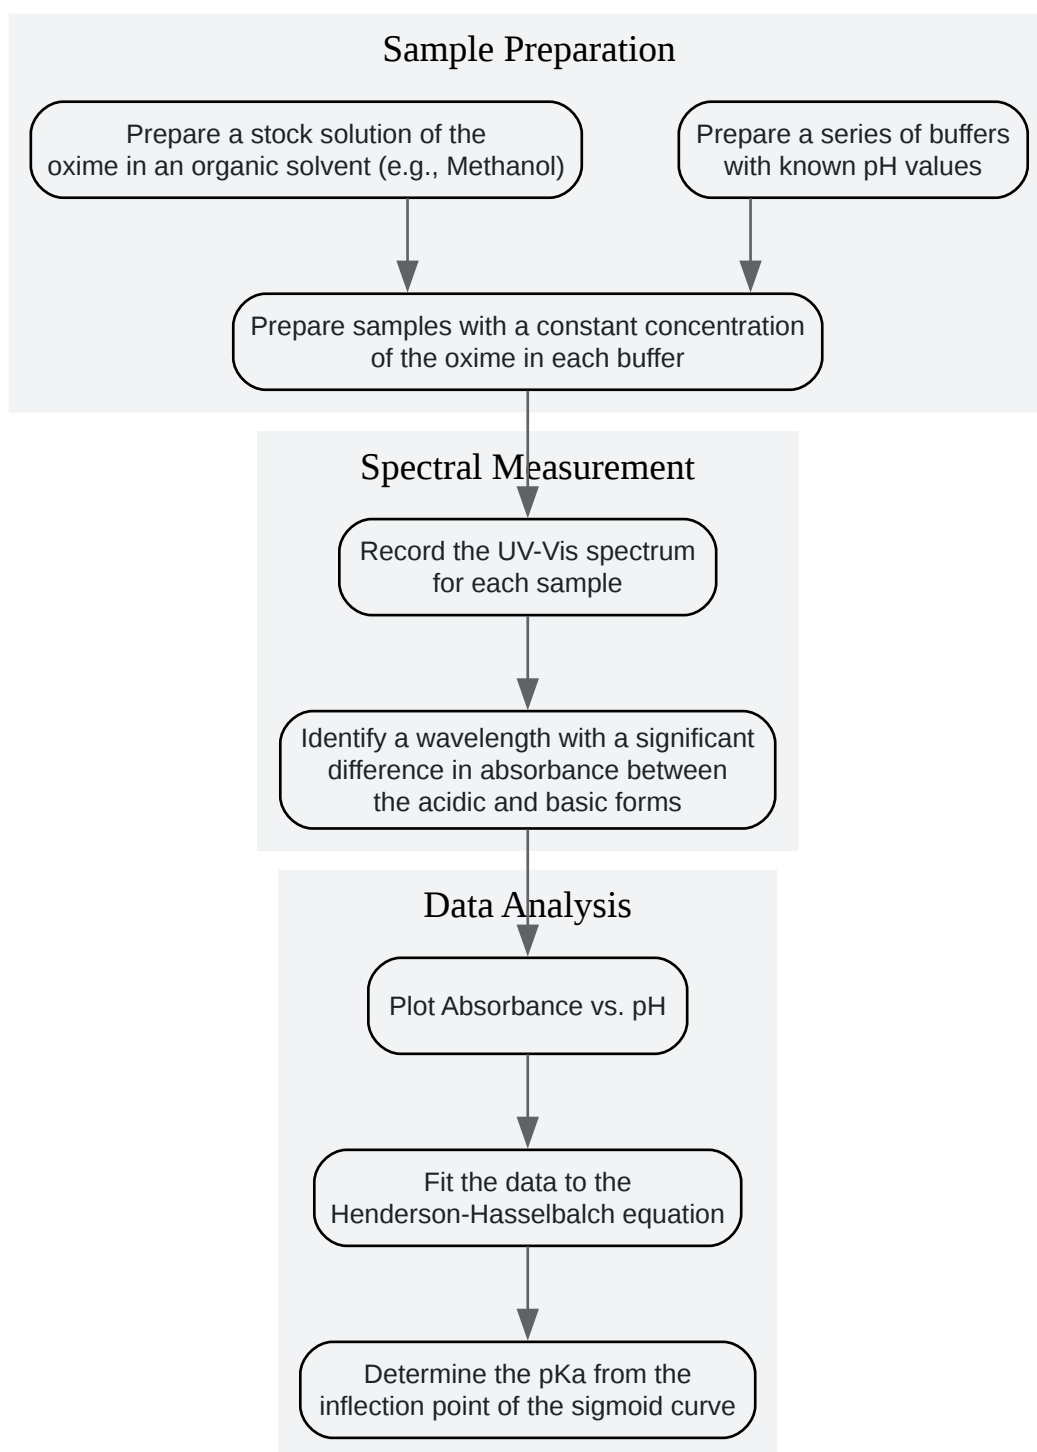 Sample Preparation
Prepare a stock solution of the
oxime in an organic solvent (e.g., Methanol)
Prepare a series of buffers
with known pH values
Prepare samples with a constant concentration
of the oxime in each buffer
Spectral Measurement
Record the UV-Vis spectrum
for each sample
Identify a wavelength with a significant
difference in absorbance between
the acidic and basic forms
Data Analysis
Plot Absorbance vs. pH
Fit the data to the
Henderson-Hasselbalch equation
Determine the pKa from the
inflection point of the sigmoid curve